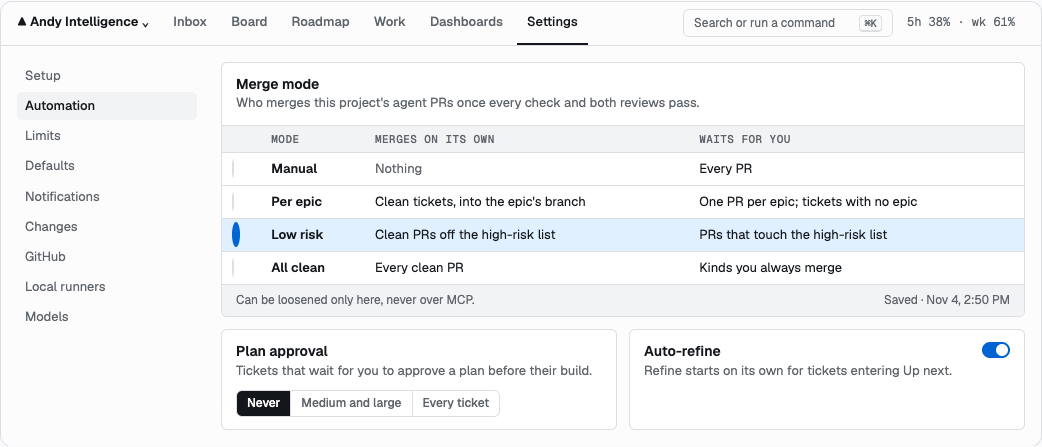 Andy Intelligence
Inbox
Board
Roadmap
Work
Dashboards
Settings
Search or run a command ⌘K
5h 38% · wk 61%
Setup
Automation
Limits
Defaults
Notifications
Changes
GitHub
Local runners
Models
Merge mode
Who merges this project's agent PRs once every check and both reviews pass.
MODE MERGES ON ITS OWN WAITS FOR YOU
Manual Nothing Every PR
Per epic Clean tickets, into the epic's branch One PR per epic; tickets with no epic
Low risk Clean PRs off the high-risk list PRs that touch the high-risk list
All clean Every clean PR Kinds you always merge
Can be loosened only here, never over MCP. Saved · Nov 4, 2:50 PM
Plan approval
Tickets that wait for you to approve a plan before their build.
Never Medium and large Every ticket
Auto-refine
Refine starts on its own for tickets entering Up next.